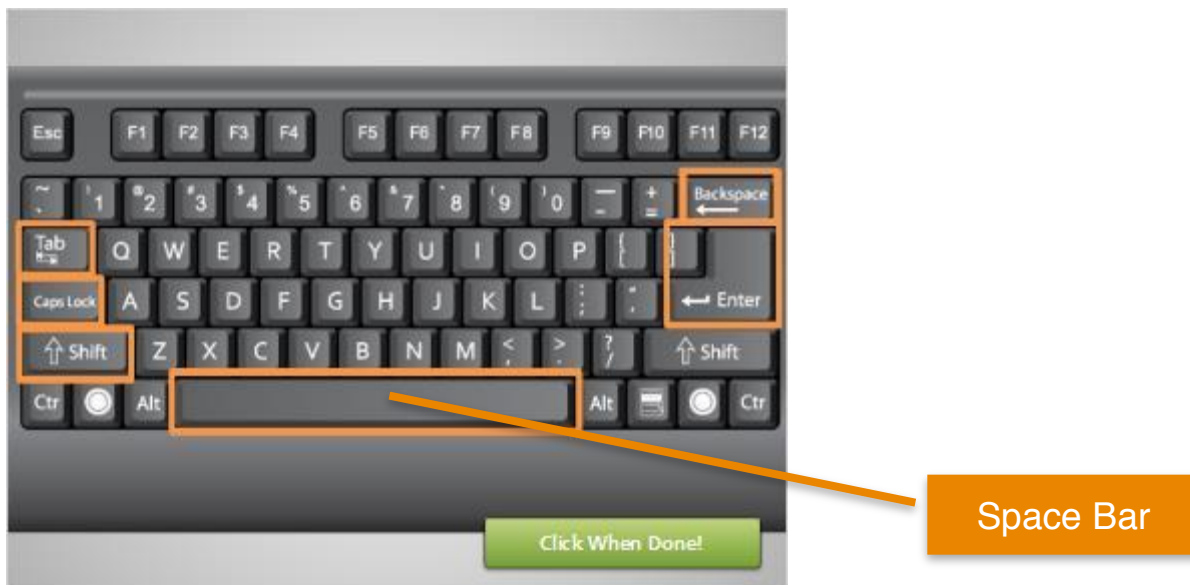 Esc F1 F2 F3 F4 F5 F6 F7 F8 F9 F10 F11 F12
~ ` ! 1 @ 2 # 3 $ 4 % 5 ^ 6 & 7 * 8 ( 9 ) 0 — - + = Backspace
Tab Q W E R T Y U I O P { [ } ]
Caps Lock A S D F G H J K L : ; " ' Enter
Shift Z X C V B N M < , > . ? / Shift
Ctr Alt Alt Ctr
Space Bar
Click When Done!